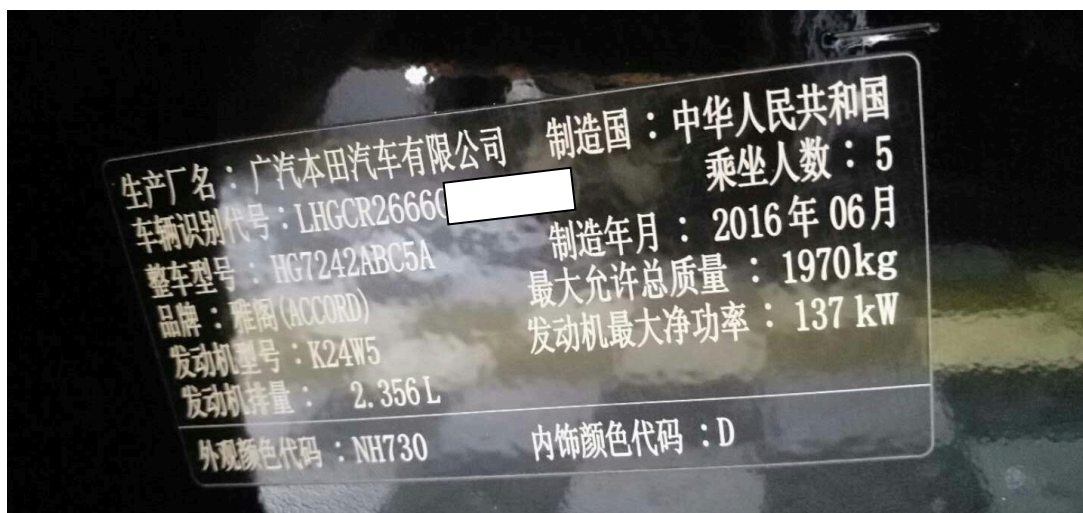 生产厂名：广汽本田汽车有限公司 制造国：中华人民共和国
车辆识别代号：LHGCR2666 乘坐人数：5
整车型号：HG7242ABC5A 制造年月：2016年06月
品牌：雅阁(ACCORD) 最大允许总质量：1970kg
发动机型号：K24W5 发动机最大净功率：137 kW
发动机排量： 2.356L
外观颜色代码：NH730 内饰颜色代码：D